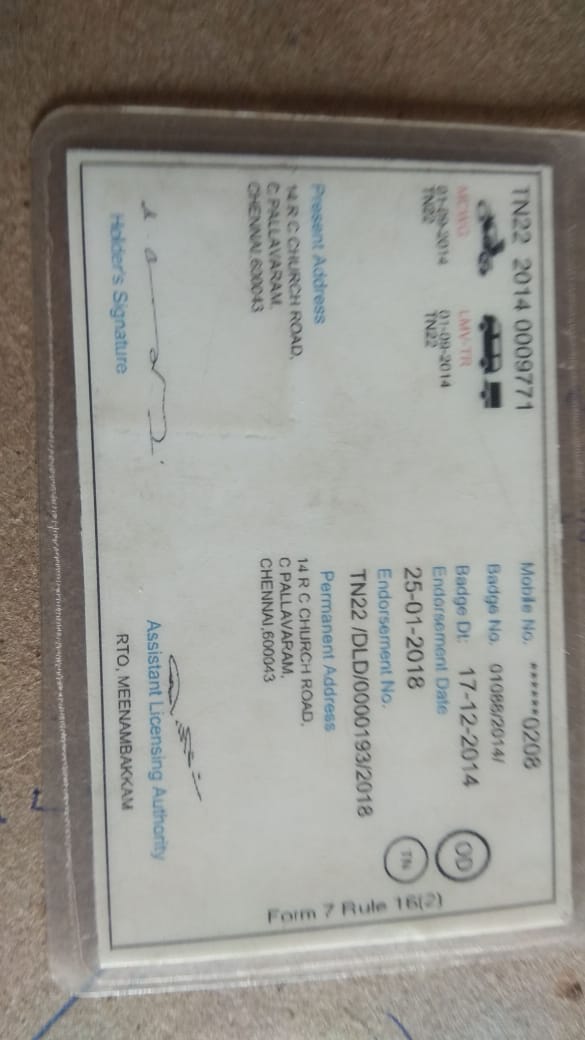 TN22 2014 0009771
MCWG
01-09-2014
TN22
LMV-TR
01-09-2014
TN22
Present Address
14 R C CHURCH ROAD,
C PALLAVARAM,
CHENNAI,600043
Holder's Signature
Mobile No. ******0208
Badge No. 01088/2014/
Badge Dt: 17-12-2014
Endorsement Date
25-01-2018
Endorsement No.
TN22 /DLD/0000193/2018
Permanent Address
14 R C CHURCH ROAD,
C PALLAVARAM,
CHENNAI,600043
Assistant Licensing Authority
RTO, MEENAMBAKKAM
OD
TN
Form 7 Rule 16(2)